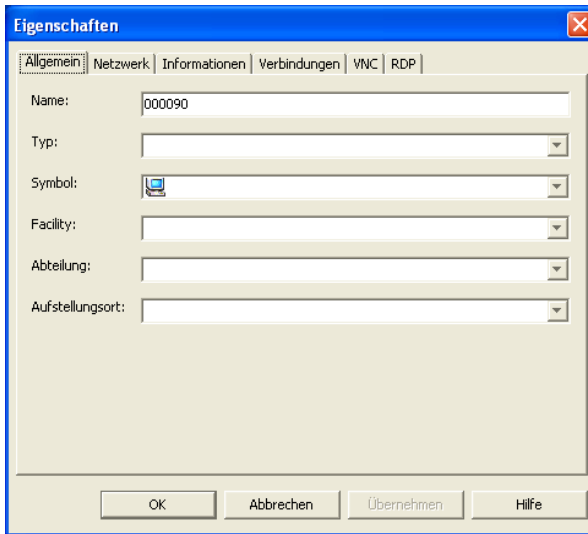 Eigenschaften
Allgemein Netzwerk Informationen Verbindungen VNC RDP
Name: 000090
Typ:
Symbol:
Facility:
Abteilung:
Aufstellungsort:
OK Abbrechen Übernehmen Hilfe